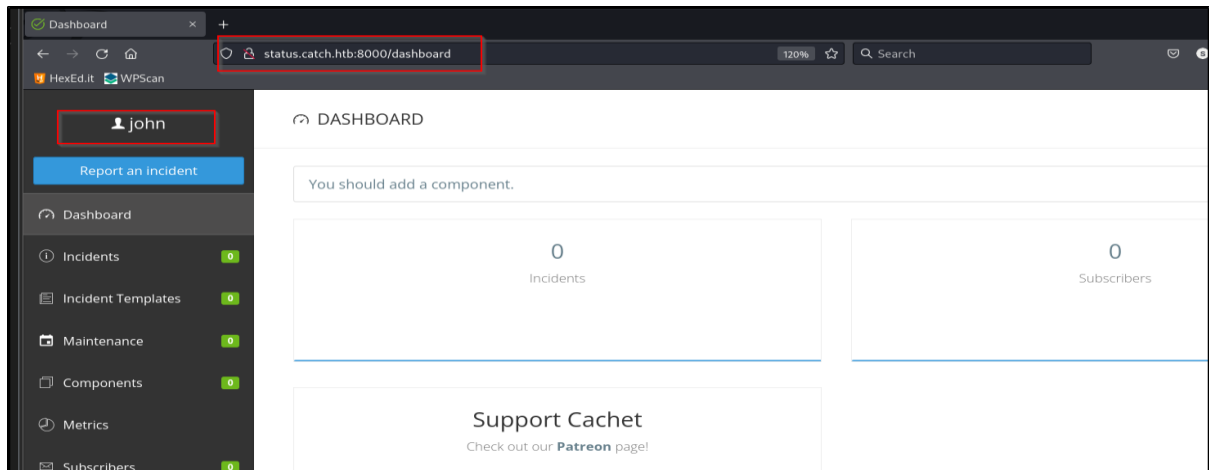 Dashboard
status.catch.htb:8000/dashboard
120%
Search
HexEd.it
WPScan
john
Report an incident
Dashboard
Incidents 0
Incident Templates 0
Maintenance 0
Components 0
Metrics
Subscribers 0
DASHBOARD
You should add a component.
0
Incidents
0
Subscribers
Support Cachet
Check out our Patreon page!